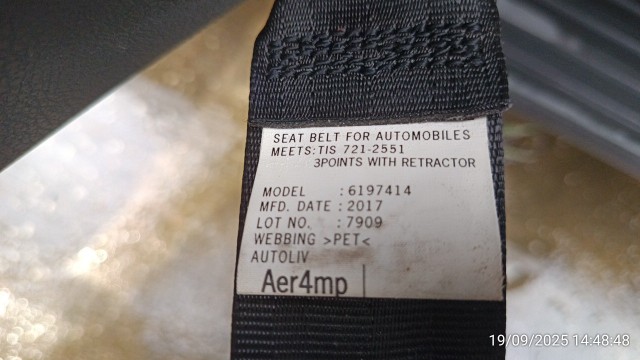 SEAT BELT FOR AUTOMOBILES
MEETS:TIS 721-2551
3POINTS WITH RETRACTOR
MODEL : 6197414
MFD. DATE : 2017
LOT NO. : 7909
WEBBING >PET<
AUTOLIV
Aer4mp
19/09/2025 14:48:48